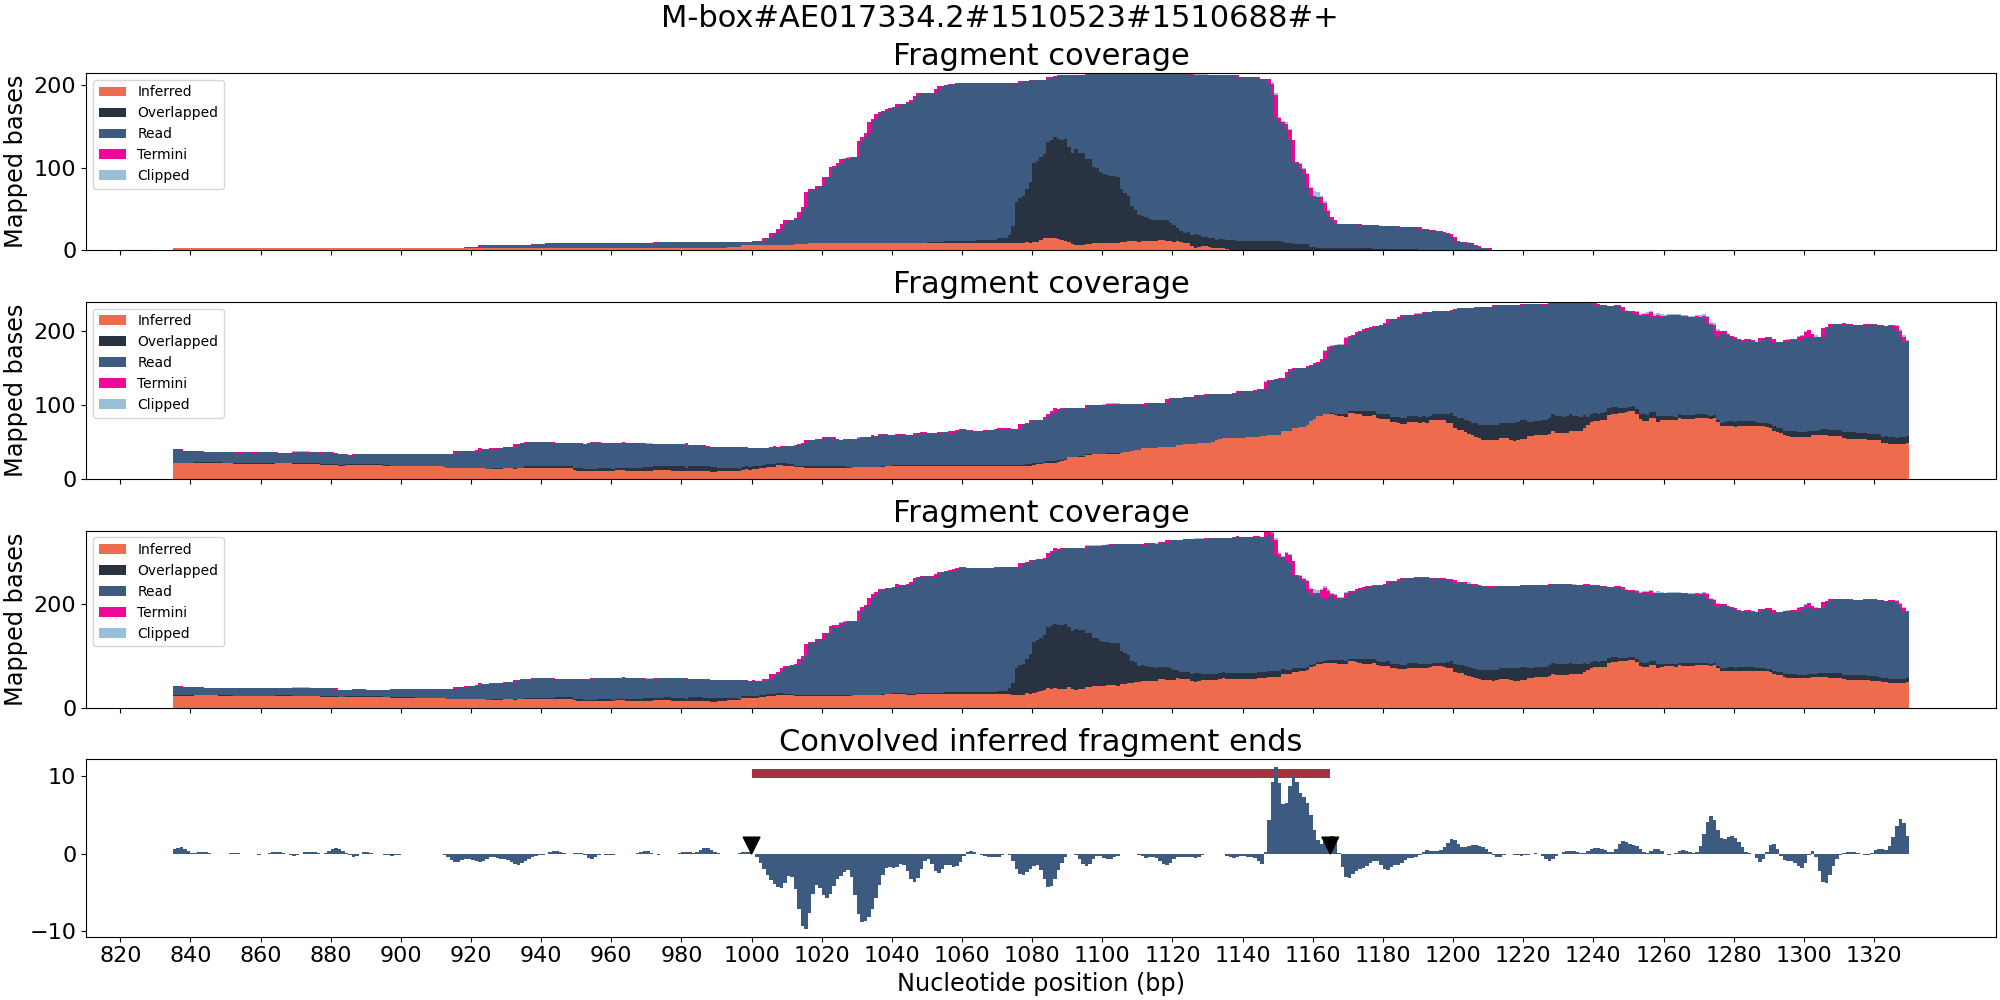 M-box#AE017334.2#1510523#1510688#+
Fragment coverage
Mapped bases
200
100
0
Inferred
Overlapped
Read
Termini
Clipped
Fragment coverage
Mapped bases
200
100
0
Inferred
Overlapped
Read
Termini
Clipped
Fragment coverage
Mapped bases
200
0
Inferred
Overlapped
Read
Termini
Clipped
Convolved inferred fragment ends
10
0
−10
820 840 860 880 900 920 940 960 980 1000 1020 1040 1060 1080 1100 1120 1140 1160 1180 1200 1220 1240 1260 1280 1300 1320
Nucleotide position (bp)